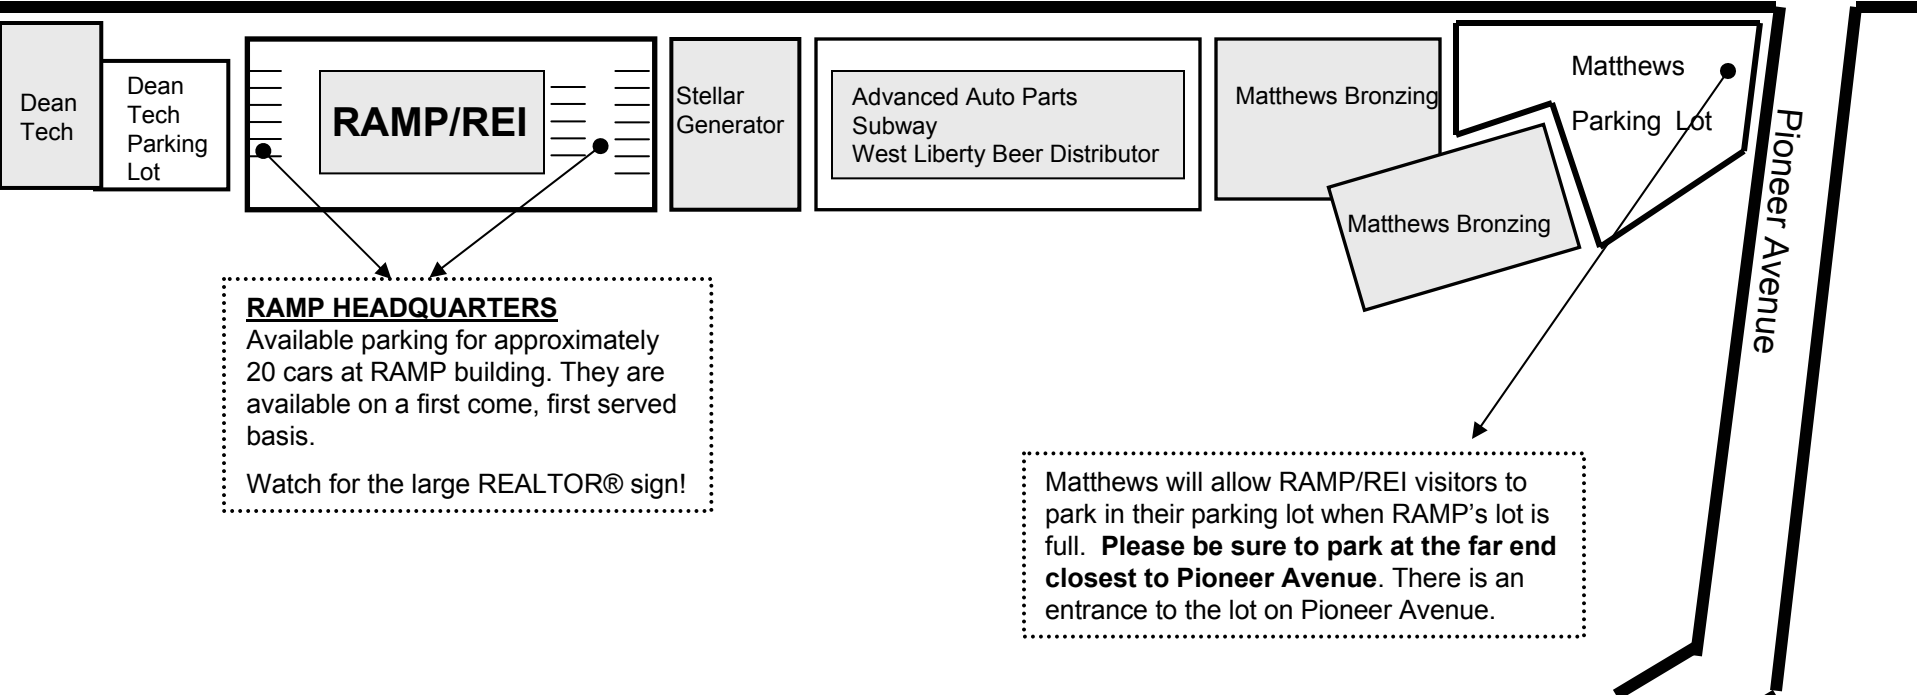 Dean
Tech
Dean
Tech
Parking
Lot
RAMP/REI
Stellar
Generator
Advanced Auto Parts
Subway
West Liberty Beer Distributor
Matthews Bronzing
Matthews Bronzing
Matthews
Parking Lot
Pioneer Avenue
RAMP HEADQUARTERS
Available parking for approximately
20 cars at RAMP building. They are
available on a first come, first served
basis.
Watch for the large REALTOR® sign!
Matthews will allow RAMP/REI visitors to
park in their parking lot when RAMP's lot is
full. Please be sure to park at the far end
closest to Pioneer Avenue. There is an
entrance to the lot on Pioneer Avenue.